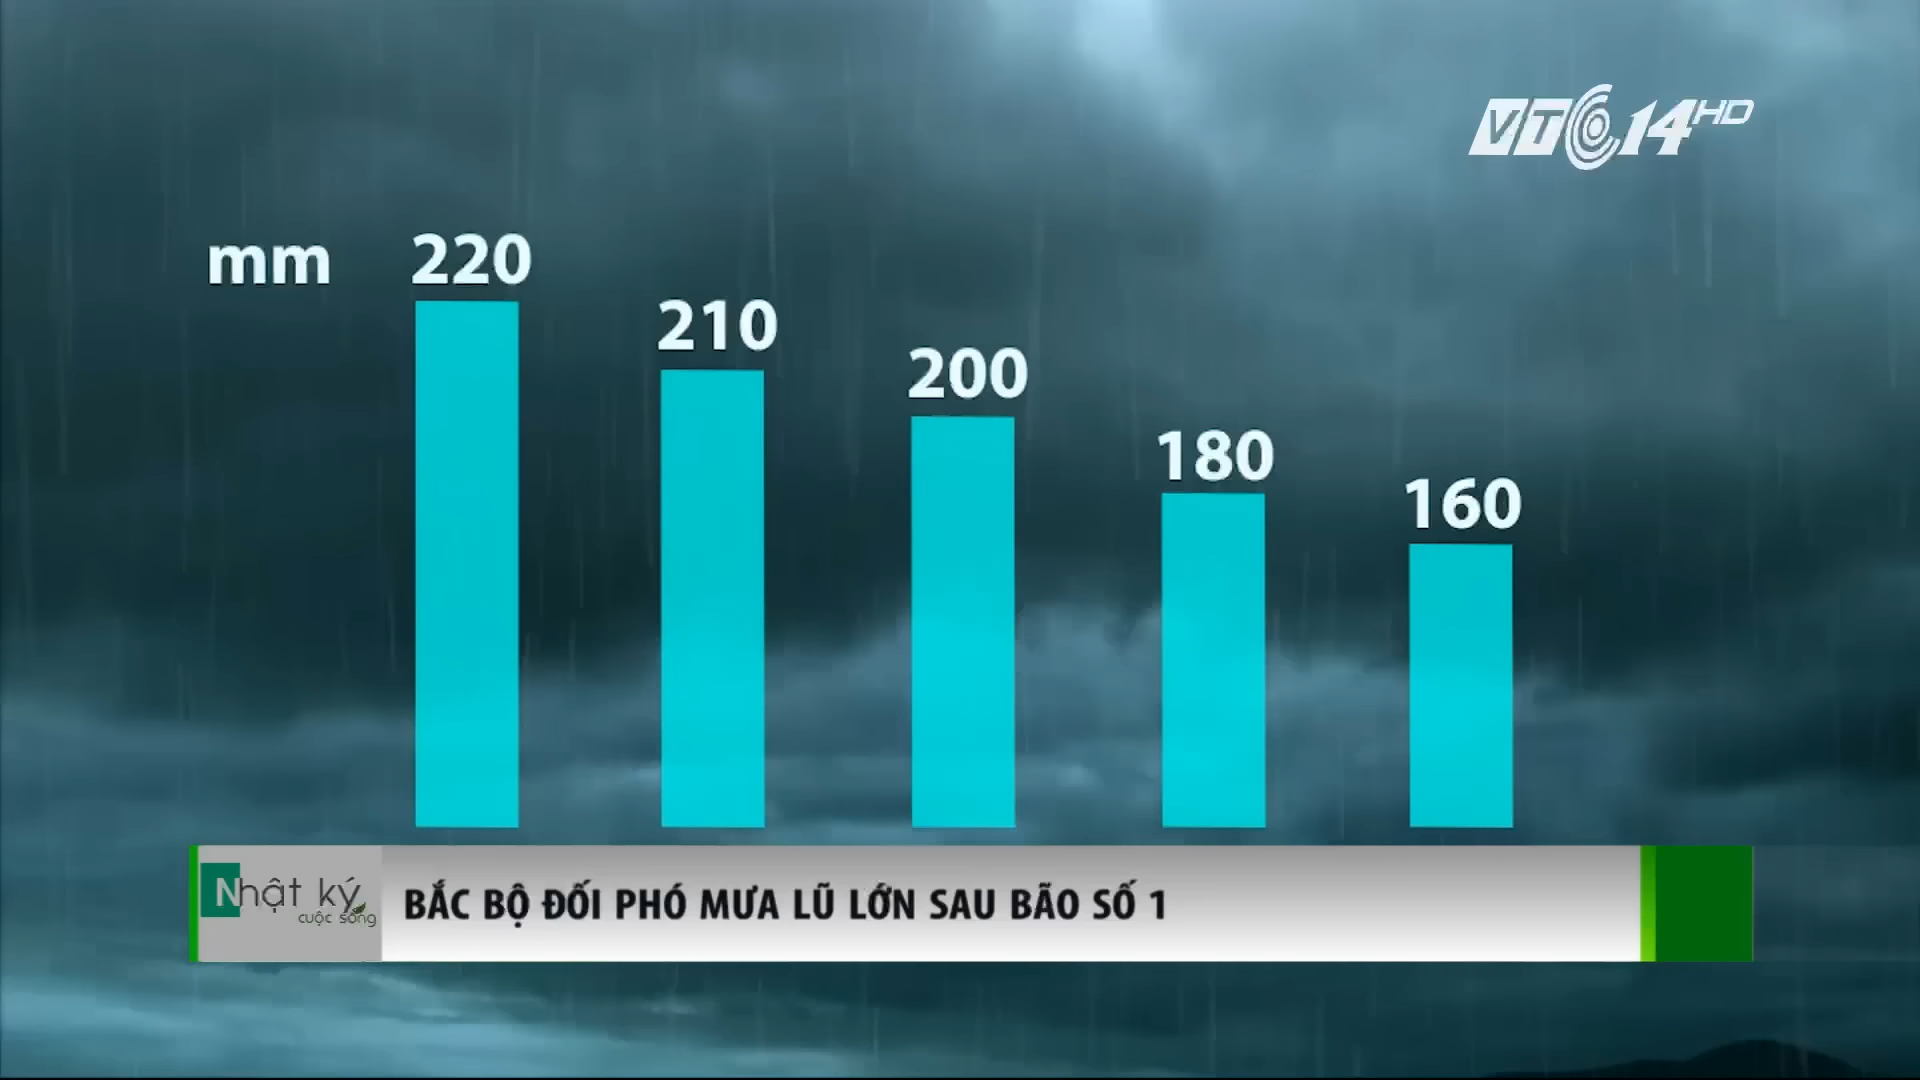 VTC14 HD
mm
220
210
200
180
160
Nhật ký
cuộc sống
BẮC BỘ ĐỐI PHÓ MƯA LŨ LỚN SAU BÃO SỐ 1